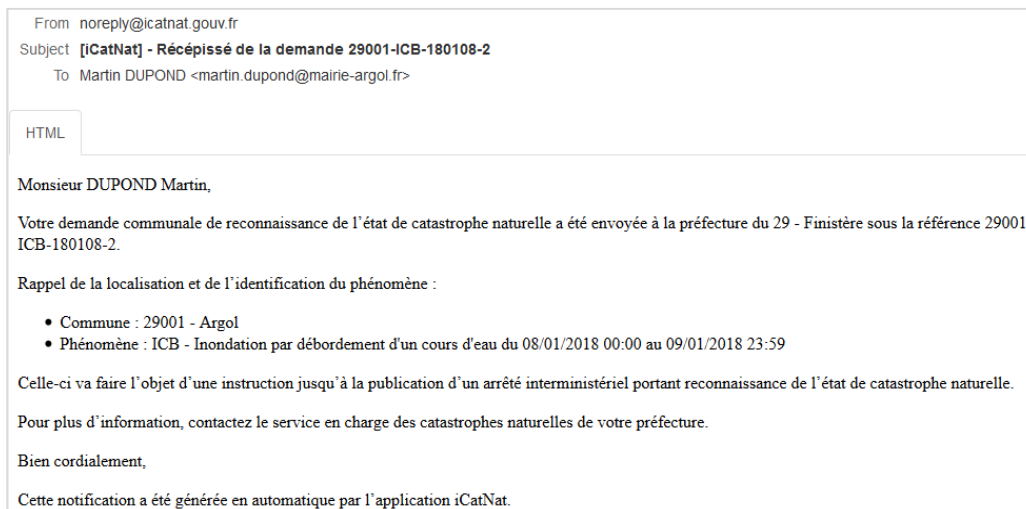 From noreply@icatnat.gouv.fr
Subject [iCatNat] - Récépissé de la demande 29001-ICB-180108-2
To Martin DUPOND <martin.dupond@mairie-argol.fr>
HTML
Monsieur DUPOND Martin,
Votre demande communale de reconnaissance de l’état de catastrophe naturelle a été envoyée à la préfecture du 29 - Finistère sous la référence 29001
ICB-180108-2.
Rappel de la localisation et de l’identification du phénomène :
• Commune : 29001 - Argol
• Phénomène : ICB - Inondation par débordement d'un cours d'eau du 08/01/2018 00:00 au 09/01/2018 23:59
Celle-ci va faire l’objet d’une instruction jusqu’à la publication d’un arrêté interministériel portant reconnaissance de l’état de catastrophe naturelle.
Pour plus d’information, contactez le service en charge des catastrophes naturelles de votre préfecture.
Bien cordialement,
Cette notification a été générée en automatique par l’application iCatNat.